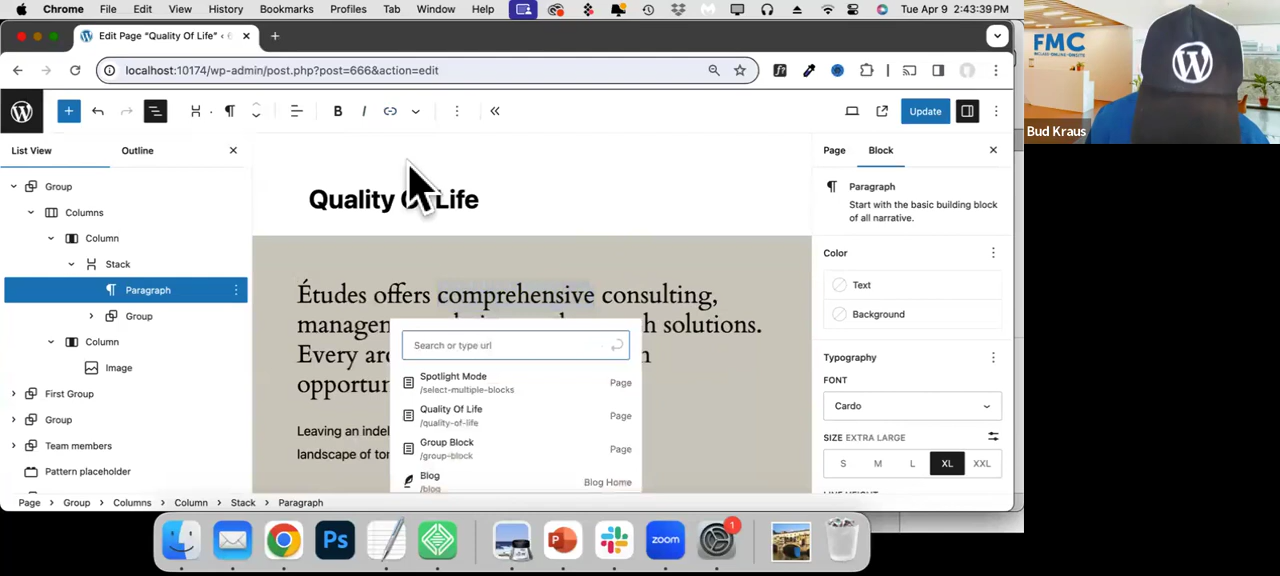 Chrome File Edit View History Bookmarks Profiles Tab Window Help Tue Apr 9 2:43:39 PM
Edit Page “Quality Of Life” ‹
localhost:10174/wp-admin/post.php?post=666&action=edit
B I Update
List View Outline
Group
Columns
Column
Stack
Paragraph
Group
Column
Image
First Group
Group
Team members
Pattern placeholder
Quality Of Life
Études offers comprehensive consulting,
h solutions.
Every
Leaving an
landscape of
Search or type url
Spotlight Mode
/select-multiple-blocks
Page
Quality Of Life
/quality-of-life
Page
Group Block
/group-block
Page
Blog
/blog
Blog Home
Page Block
Paragraph
Start with the basic building block
of all narrative.
Color
Text
Background
Typography
FONT
Cardo
SIZE EXTRA LARGE
S M L XL XXL
Page Group Columns Column Stack Paragraph
Ps
zoom
1
FMC
Bud Kraus